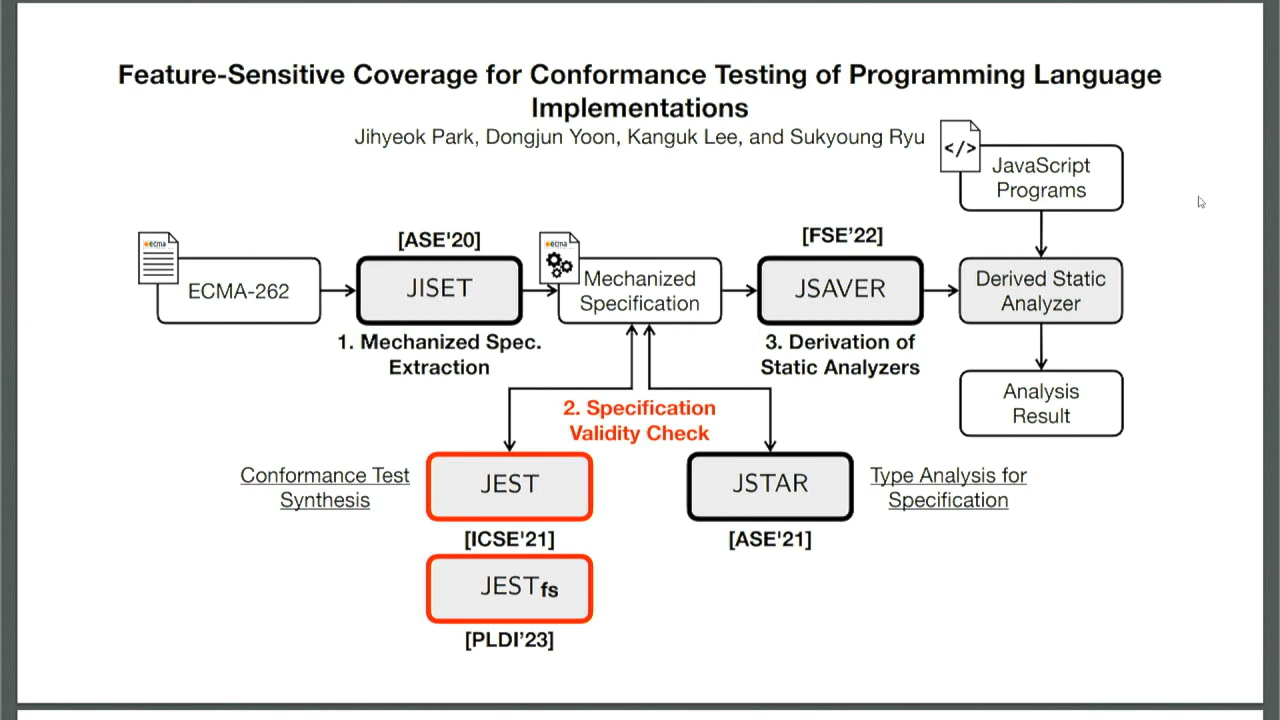 Feature-Sensitive Coverage for Conformance Testing of Programming Language
Implementations
Jihyeok Park, Dongjun Yoon, Kanguk Lee, and Sukyoung Ryu
</>
JavaScript
Programs
ecma
ECMA-262
[ASE'20]
JISET
1. Mechanized Spec.
Extraction
ecma
Mechanized
Specification
[FSE'22]
JSAVER
3. Derivation of
Static Analyzers
Derived Static
Analyzer
Analysis
Result
2. Specification
Validity Check
Conformance Test
Synthesis
JEST
[ICSE'21]
JSTAR
[ASE'21]
Type Analysis for
Specification
JESTfs
[PLDI’23]